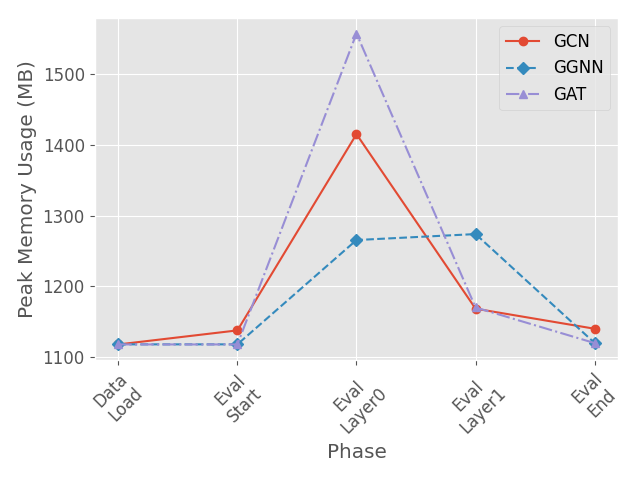 Peak Memory Usage (MB)
1500
1400
1300
1200
1100
GCN
GGNN
GAT
Data
Load
Eval
Start
Eval
Layer0
Eval
Layer1
Eval
End
Phase